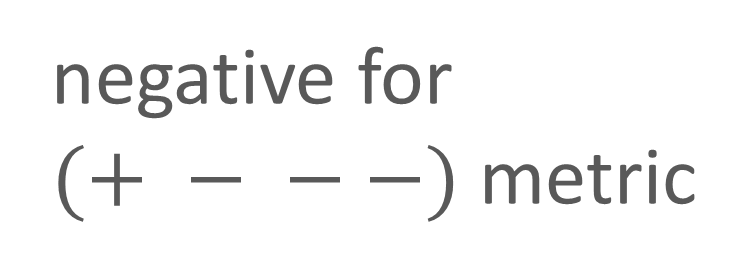 negative for
(+ − − −) metric